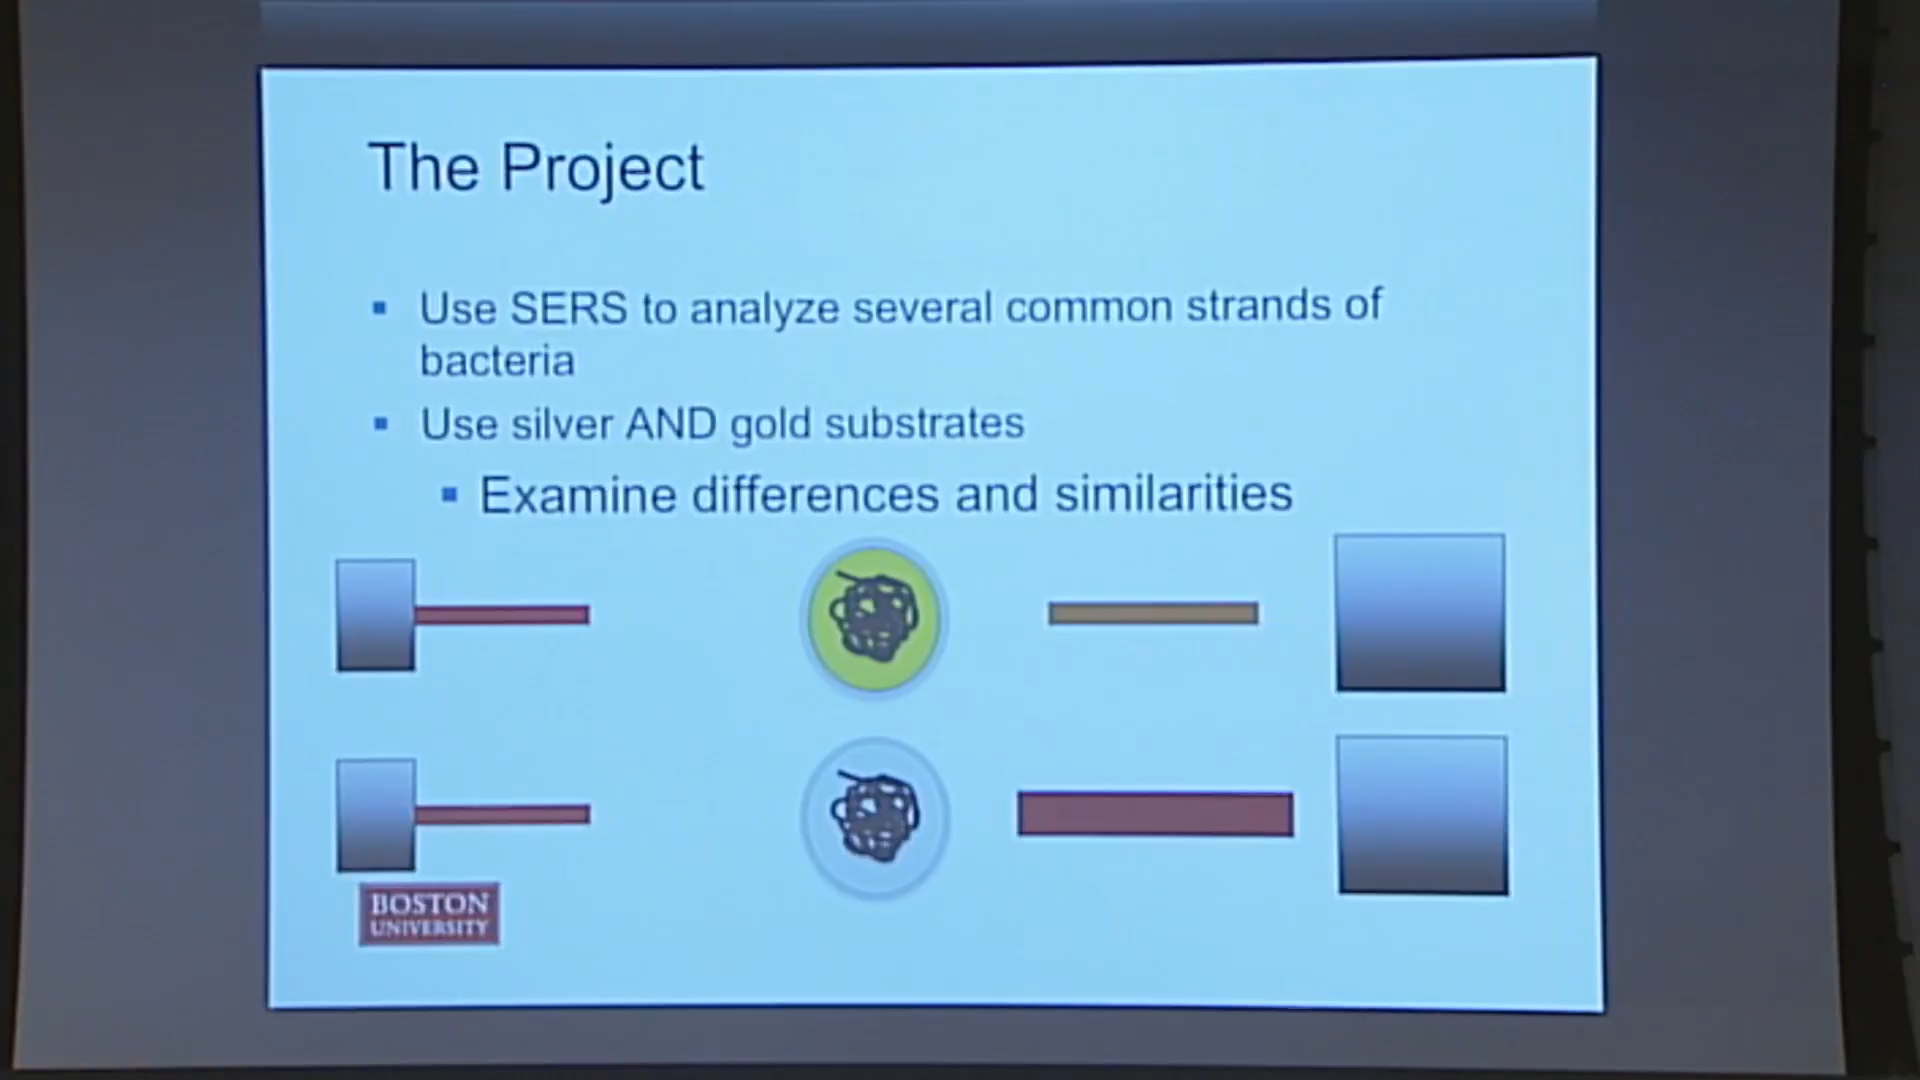 The Project
Use SERS to analyze several common strands of
bacteria
Use silver AND gold substrates
Examine differences and similarities
BOSTON
UNIVERSITY